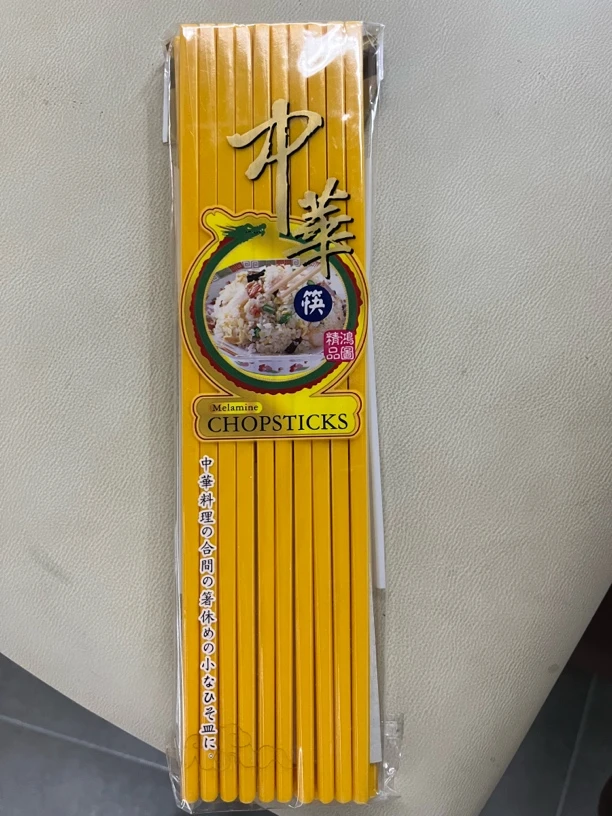 中華
筷
鴻圖
精品
Melamine
CHOPSTICKS
中華料理の合間の箸休めの小なひそ皿に。